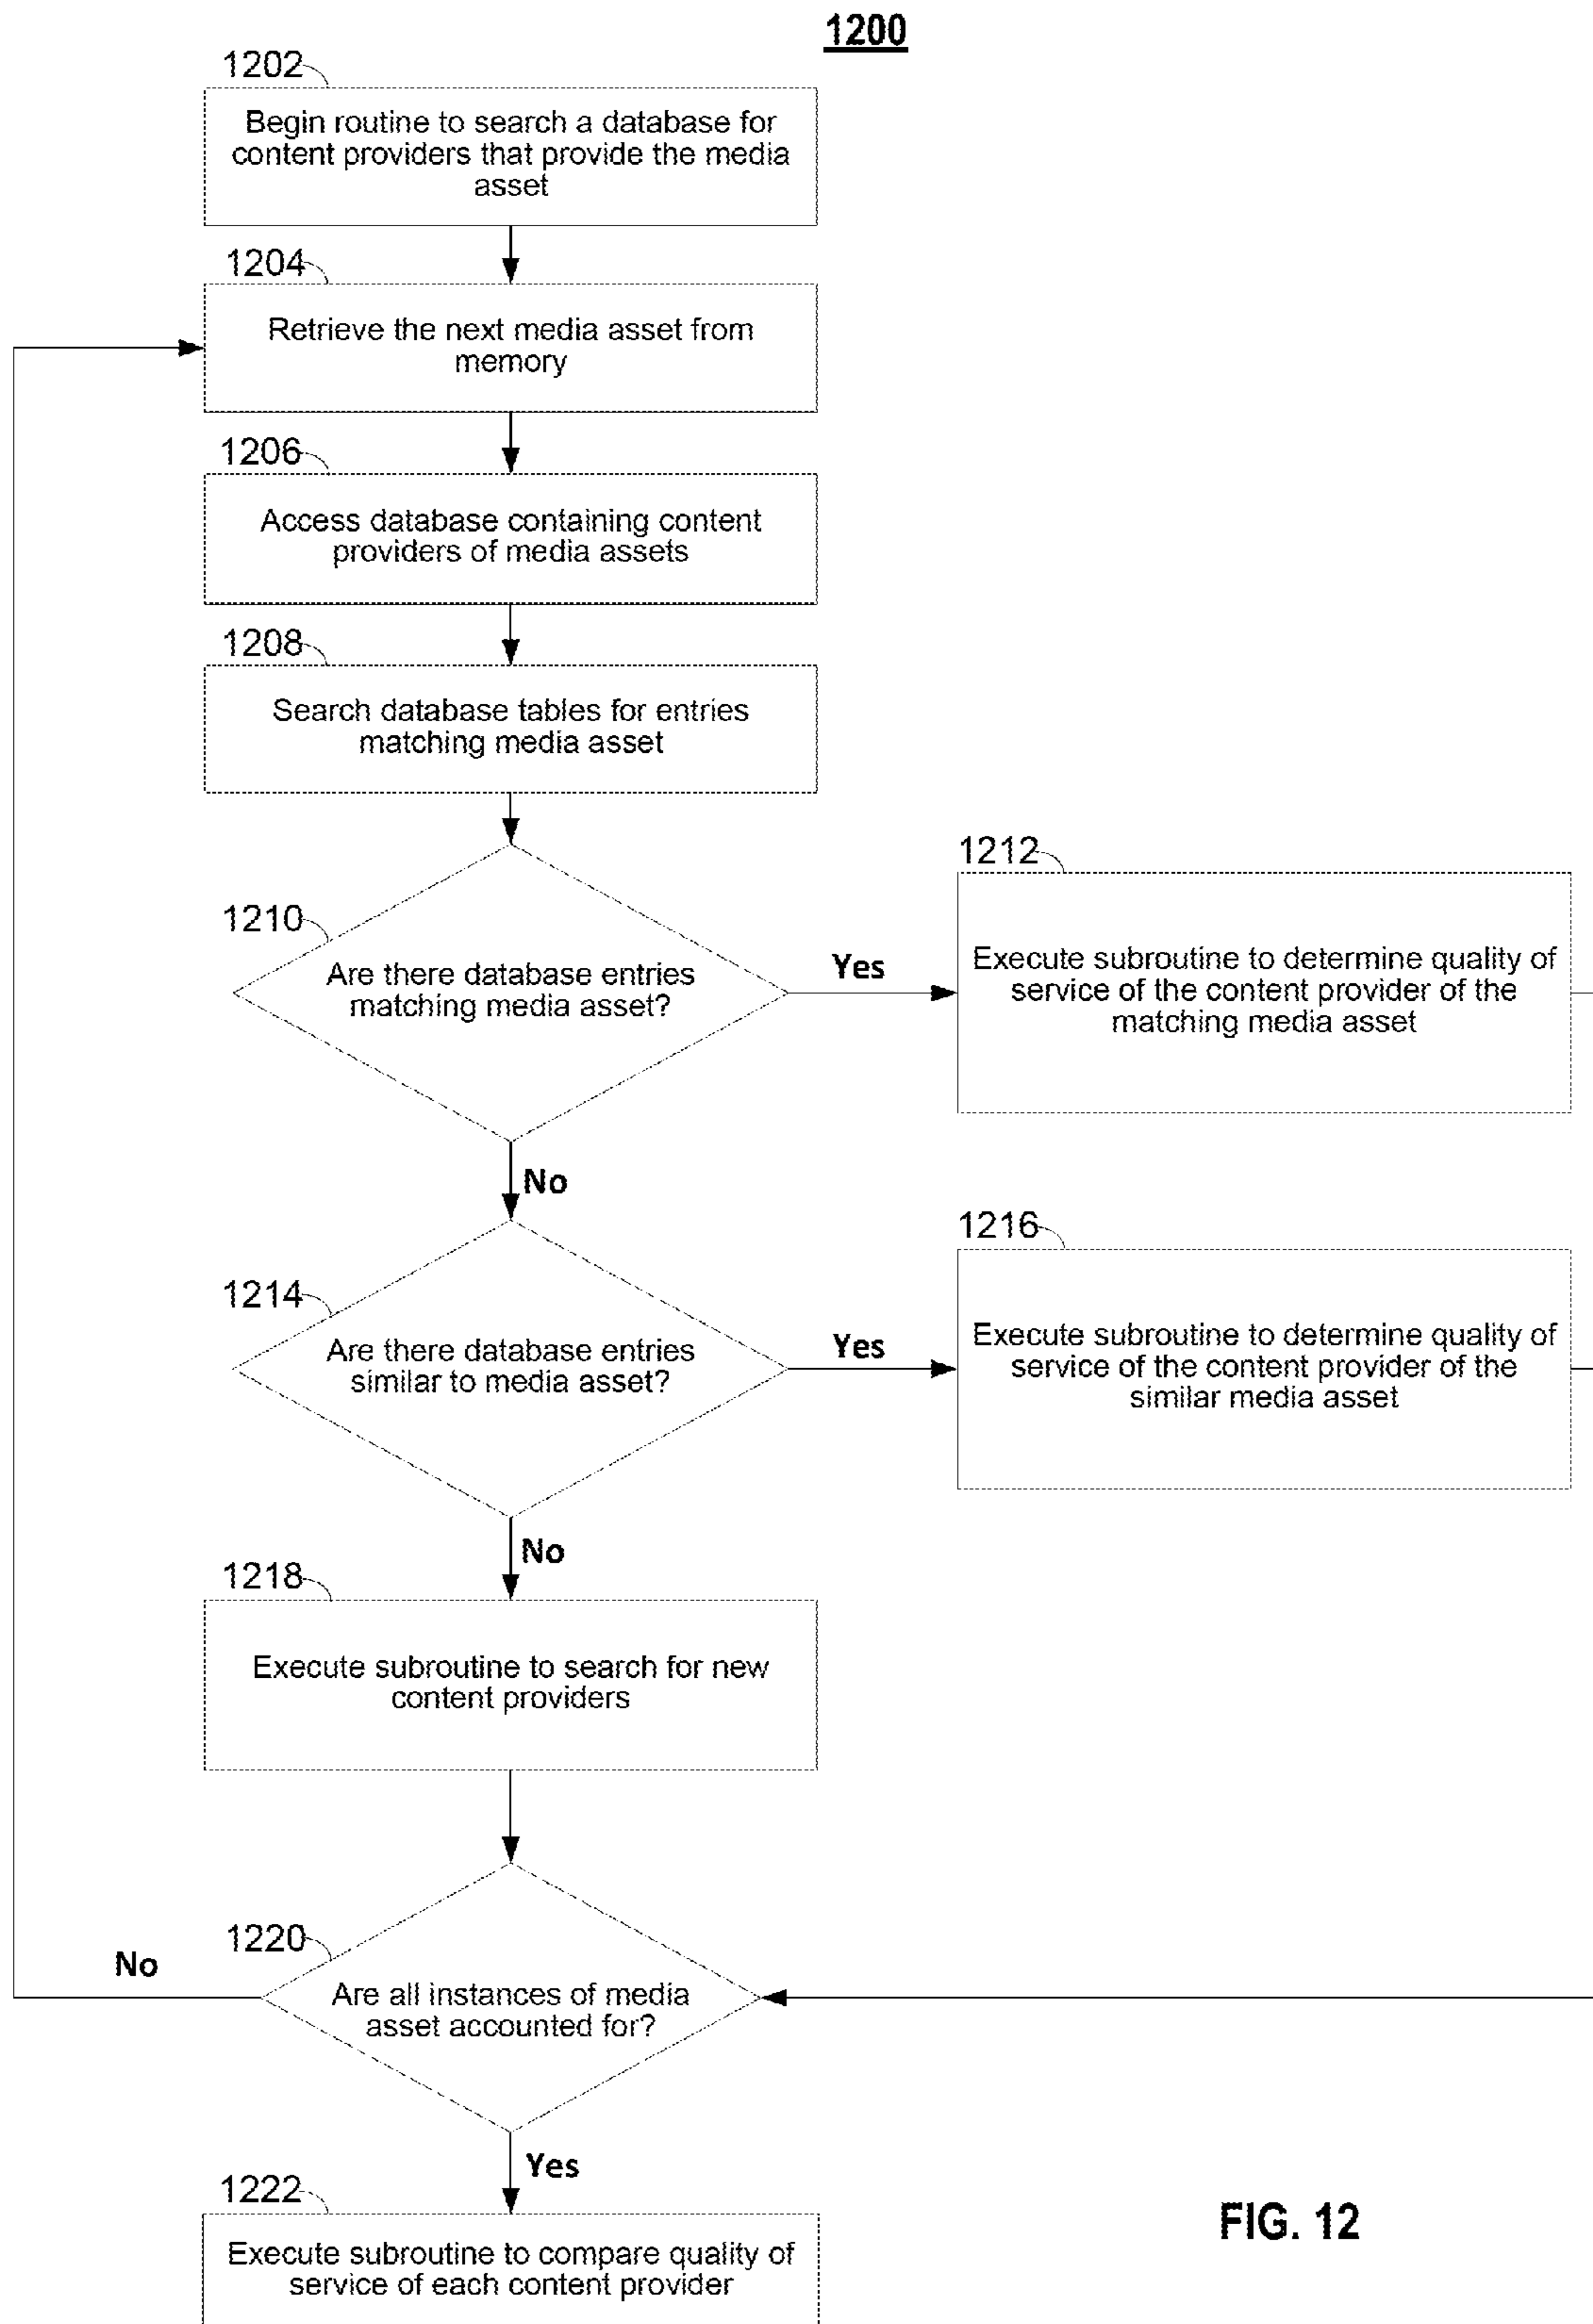 1200
1202
Begin routine to search a database for
content providers that provide the media
asset
1204
Retrieve the next media asset from
memory
1206
Access database containing content
providers of media assets
1208
Search database tables for entries
matching media asset
1210
Are there database entries
matching media asset?
Yes
1212
Execute subroutine to determine quality of
service of the content provider of the
matching media asset
No
1214
Are there database entries
similar to media asset?
Yes
1216
Execute subroutine to determine quality of
service of the content provider of the
similar media asset
No
1218
Execute subroutine to search for new
content providers
1220
Are all instances of media
asset accounted for?
No
Yes
1222
Execute subroutine to compare quality of
service of each content provider
FIG. 12